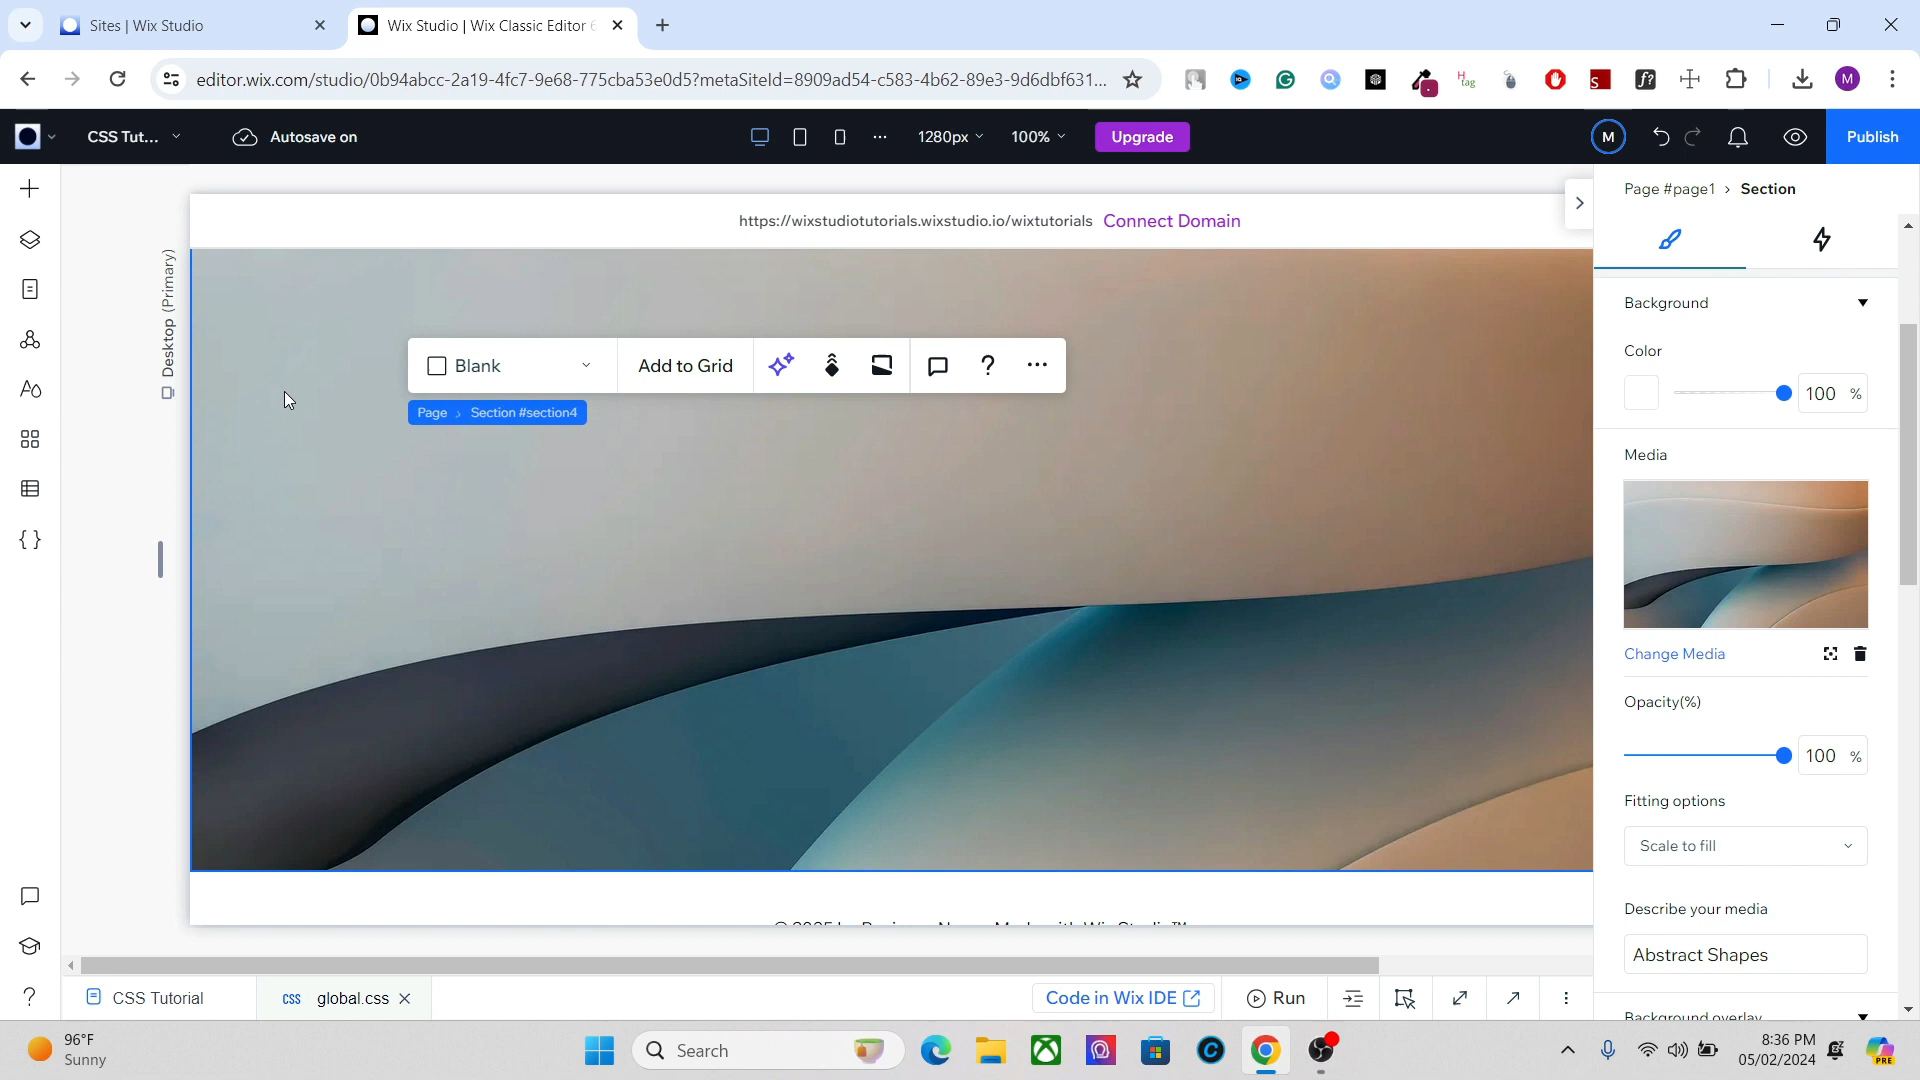 Sites | Wix Studio
Wix Studio | Wix Classic Editor
editor.wix.com/studio/0b94abcc-2a19-4fc7-9e68-775cba53e0d5?metaSiteId=8909ad54-c583-4b62-89e3-9d6dbf631...
H tag
f?
M
CSS Tut...
Autosave on
1280px
100%
Upgrade
M
Publish
Page #page1 > Section
https://wixstudiotutorials.wixstudio.io/wixtutorials Connect Domain
Desktop (Primary)
Background
Color
100 %
Blank
Add to Grid
Page > Section #section4
Media
Change Media
Opacity(%)
100 %
Fitting options
Scale to fill
Describe your media
Abstract Shapes
Background overlay
CSS Tutorial
css global.css
Code in Wix IDE
Run
96°F
Sunny
Search
8:36 PM
05/02/2024
PRE